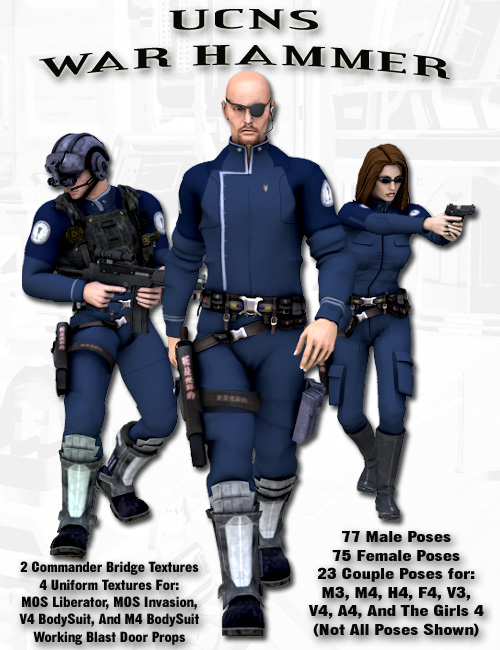 UCNS
WAR HAMMER
2 Commander Bridge Textures
4 Uniform Textures For:
MOS Liberator, MOS Invasion,
V4 BodySuit, And M4 BodySuit
Working Blast Door Props
77 Male Poses
75 Female Poses
23 Couple Poses for:
M3, M4, H4, F4, V3,
V4, A4, And The Girls 4
(Not All Poses Shown)